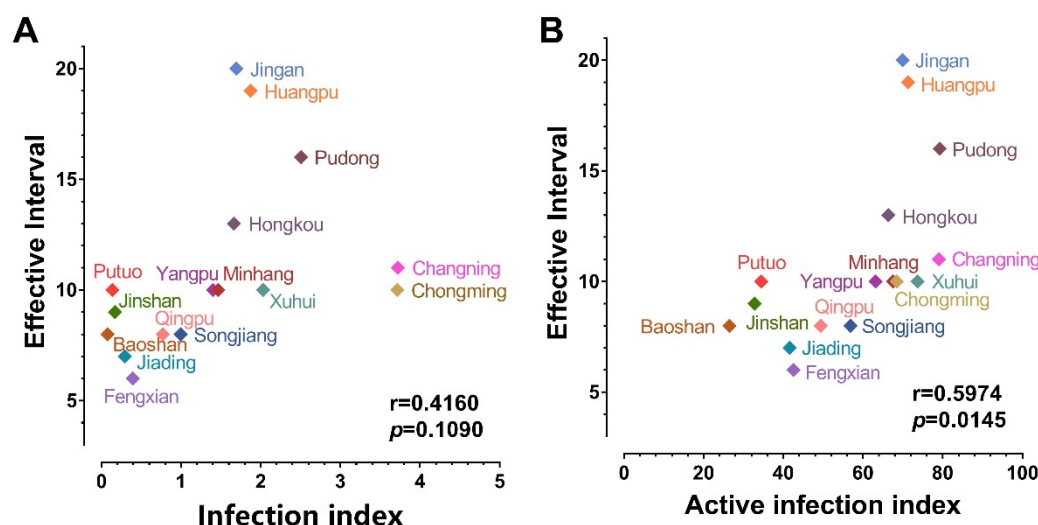 A
Effective Interval
20
15
10
5
Jingan
Huangpu
Pudong
Hongkou
Changning
Putuo
Yangpu
Minhang
Chongming
Xuhui
Jinshan
Qingpu
Songjiang
Baoshan
Jiading
Fengxian
r=0.4160
p=0.1090
0 1 2 3 4 5
Infection index
B
Effective Interval
20
15
10
5
Jingan
Huangpu
Pudong
Hongkou
Changning
Putuo
Minhang
Yangpu
Xuhui
Chongming
Qingpu
Jinshan
Baoshan
Songjiang
Jiading
Fengxian
r=0.5974
p=0.0145
0 20 40 60 80 100
Active infection index